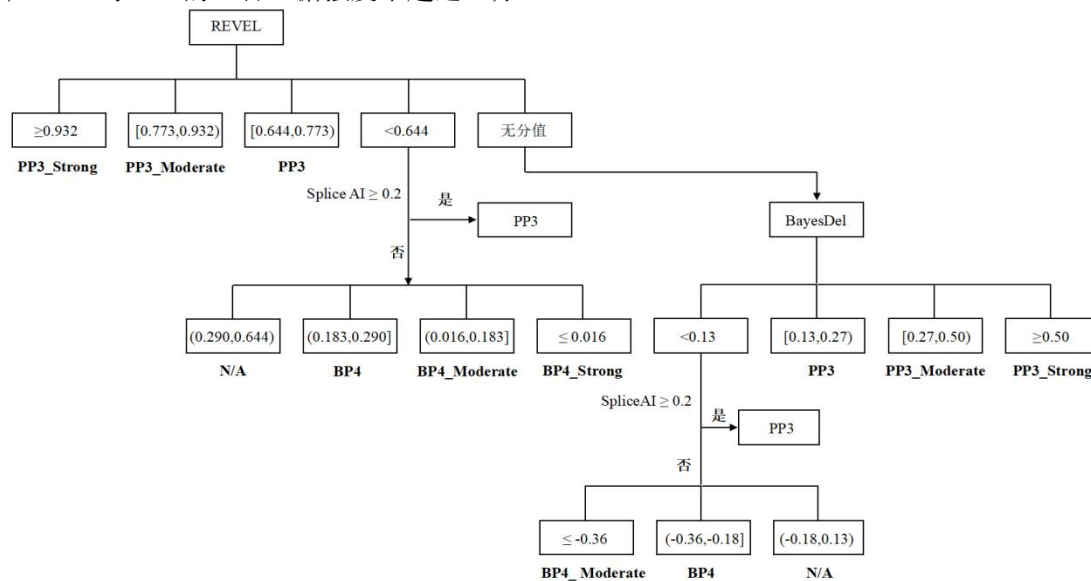 REVEL
≥0.932
[0.773,0.932)
[0.644,0.773)
<0.644
无分值
PP3_Strong
PP3_Moderate
PP3
Splice AI ≥ 0.2
是
PP3
BayesDel
否
(0.290,0.644)
(0.183,0.290]
(0.016,0.183]
≤ 0.016
<0.13
[0.13,0.27)
[0.27,0.50)
≥0.50
N/A
BP4
BP4_Moderate
BP4_Strong
PP3
PP3_Moderate
PP3_Strong
SpliceAI ≥ 0.2
是
PP3
否
≤ -0.36
(-0.36,-0.18]
(-0.18,0.13)
BP4_ Moderate
BP4
N/A